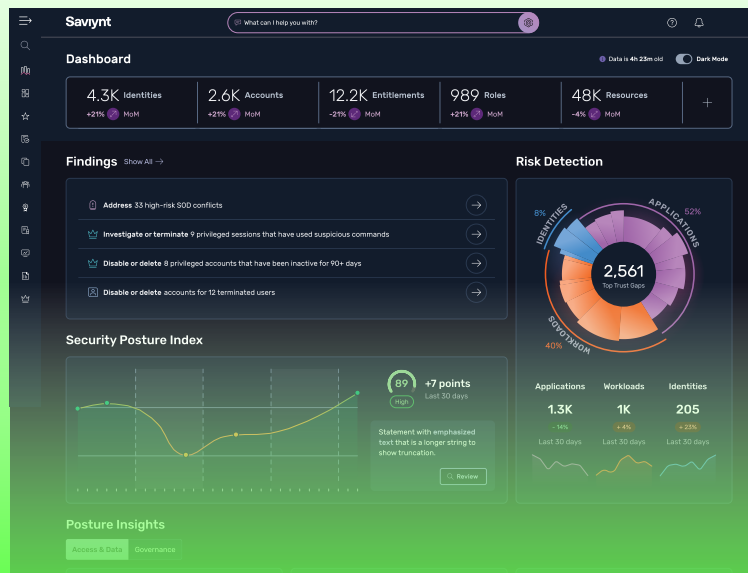 Saviynt
What can I help you with?
Dashboard
Data is 4h 23m old
Dark Mode
4.3K Identities
+21% MoM
2.6K Accounts
+21% MoM
12.2K Entitlements
-21% MoM
989 Roles
+21% MoM
48K Resources
-4% MoM
Findings Show All
Address 33 high-risk SOD conflicts
Investigate or terminate 9 privileged sessions that have used suspicious commands
Disable or delete 8 privileged accounts that have been inactive for 90+ days
Disable or delete accounts for 12 terminated users
Risk Detection
8%
IDENTITIES
APPLICATIONS
52%
2,561
Top Trust Gaps
40%
WORKLOADS
Applications
1.3K
- 14%
Last 30 days
Workloads
1K
+ 4%
Last 30 days
Identities
205
+ 23%
Last 30 days
Security Posture Index
89
High
+7 points
Last 30 days
Statement with emphasized
text that is a longer string to
show truncation.
Review
Posture Insights
Access & Data
Governance